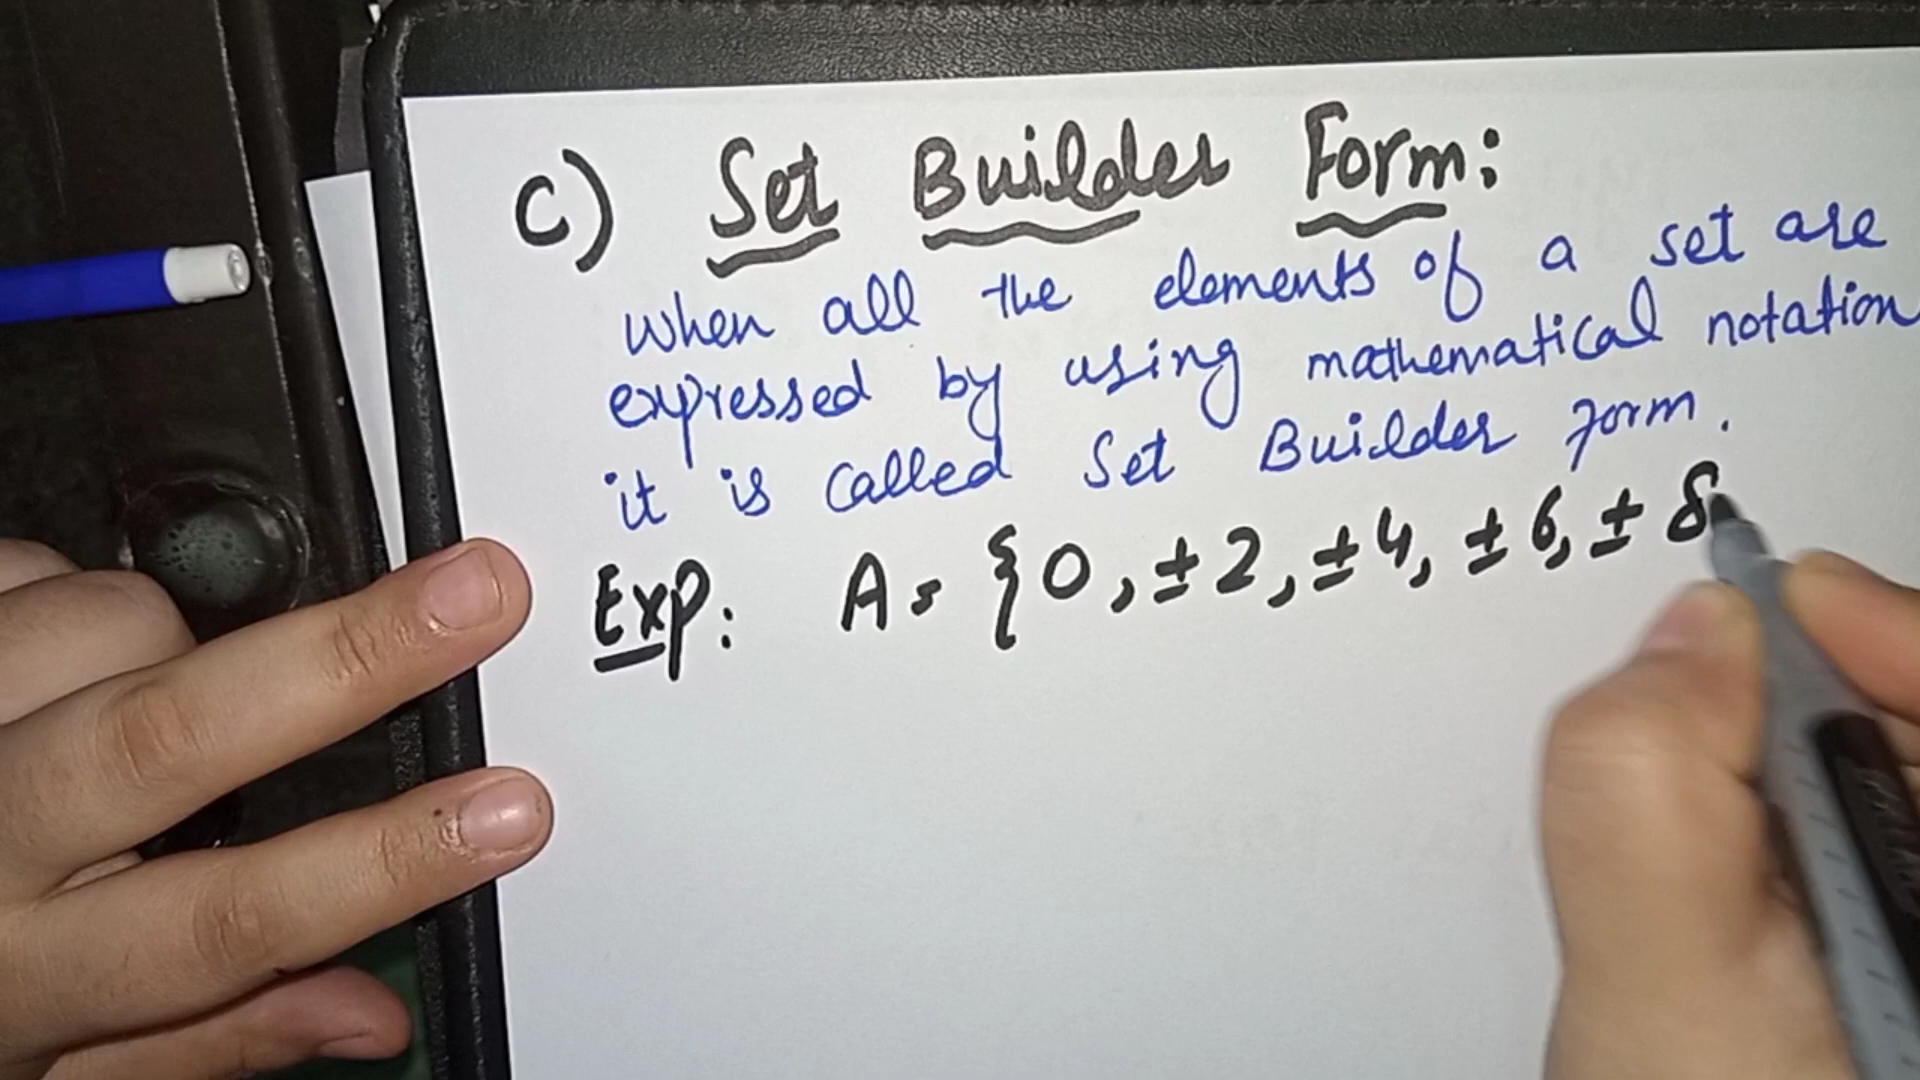 C) Set Builder Form:
when all the elements of a set are
expressed by using mathematical notation
it is called Set Builder form.
Exp: A = {0, ±2, ±4, ±6, ±8